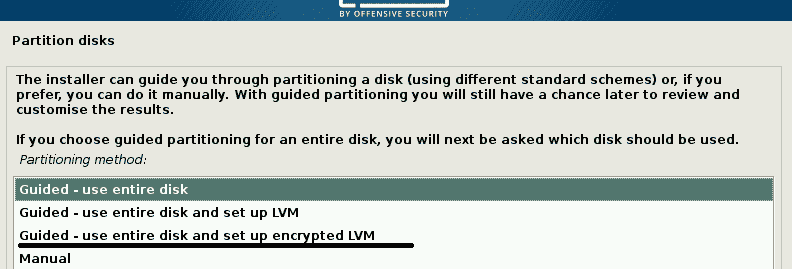 BY OFFENSIVE SECURITY
Partition disks
The installer can guide you through partitioning a disk (using different standard schemes) or, if you
prefer, you can do it manually. With guided partitioning you will still have a chance later to review and
customise the results.
If you choose guided partitioning for an entire disk, you will next be asked which disk should be used.
Partitioning method:
Guided - use entire disk
Guided - use entire disk and set up LVM
Guided - use entire disk and set up encrypted LVM
Manual